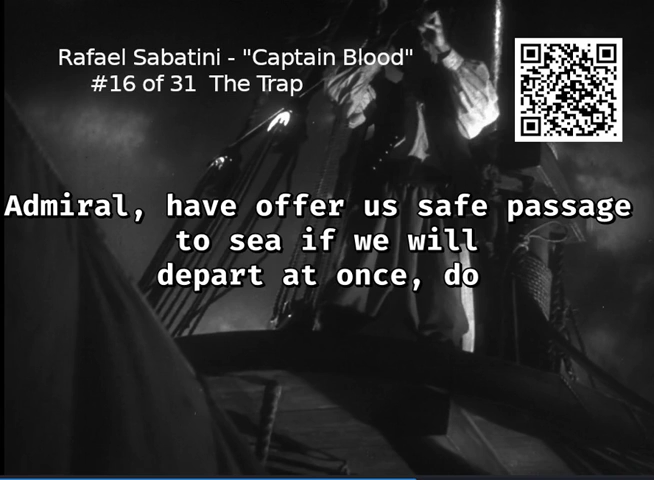 Rafael Sabatini - "Captain Blood"
#16 of 31 The Trap
Admiral, have offer us safe passage
to sea if we will
depart at once, do